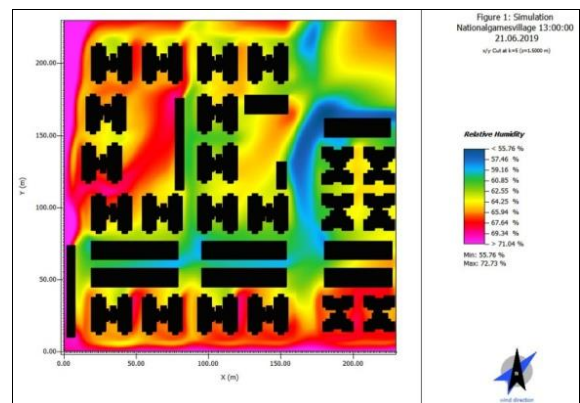 Figure 1: Simulation
Nationalgamesvillage 13:00:00
21.06.2019
x/y Cut at k=5 (z=1.5000 m)
Relative Humidity
< 55.76 %
57.46 %
59.16 %
60.85 %
62.55 %
64.25 %
65.94 %
67.64 %
69.34 %
> 71.04 %
Min: 55.76 %
Max: 72.73 %
200.00
150.00
100.00
50.00
0.00
Y (m)
0.00 50.00 100.00 150.00 200.00
X (m)
N
wind direction